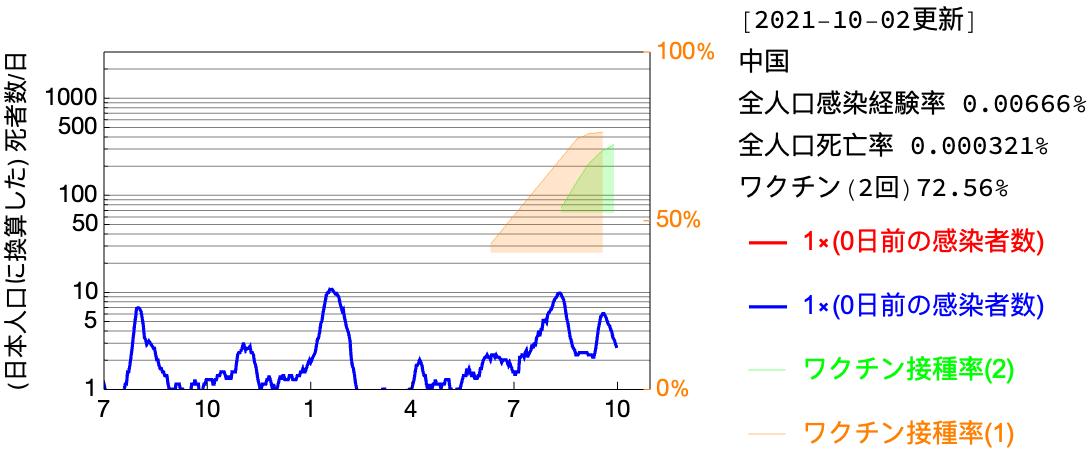 [2021-10-02更新]
中国
全人口感染経験率 0.00666%
全人口死亡率 0.000321%
ワクチン(2回)72.56%
1×(0日前の感染者数)
1×(0日前の感染者数)
ワクチン接種率(2)
ワクチン接種率(1)
(日本人口に換算した) 死者数/日
1000
500
100
50
10
5
1
100%
50%
0%
7 10 1 4 7 10